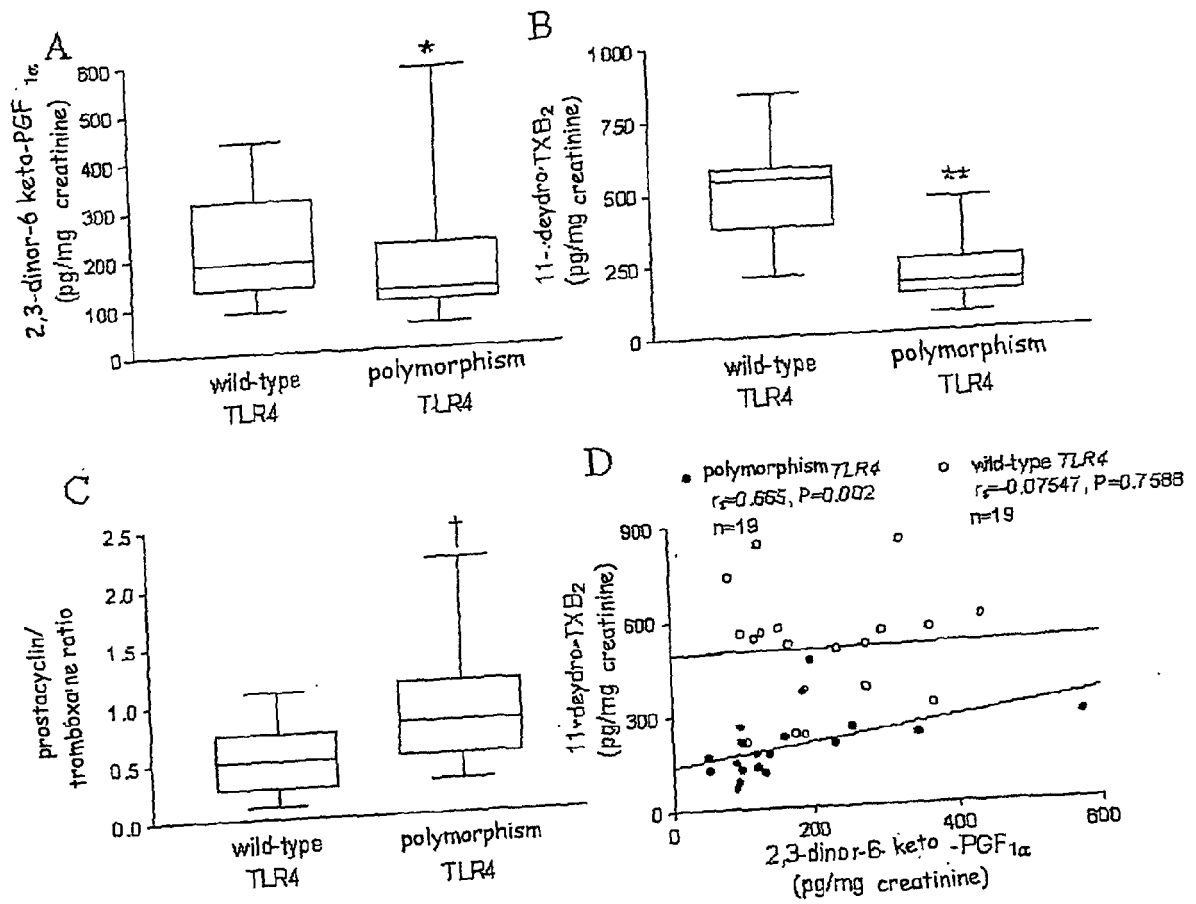 A
2,3-dinor-6 keto-PGF 1α
(pg/mg creatinine)
600
500
400
300
200
100
0
*
wild-type
TLR4
polymorphism
TLR4
B
11-deydro-TXB2
(pg/mg creatinine)
1000
750
500
250
0
**
wild-type
TLR4
polymorphism
TLR4
C
prostacyclin/
tromboxane ratio
2.5
2.0
1.5
1.0
0.5
0.0
†
wild-type
TLR4
polymorphism
TLR4
D
• polymorphism TLR4
rs=0.665, P=0.002
n=19
○ wild-type TLR4
rs=-0.07547, P=0.7588
n=19
11-deydro-TXB2
(pg/mg creatinine)
900
600
300
0
0
200
400
600
2,3-dinor-6- keto -PGF1α
(pg/mg creatinine)